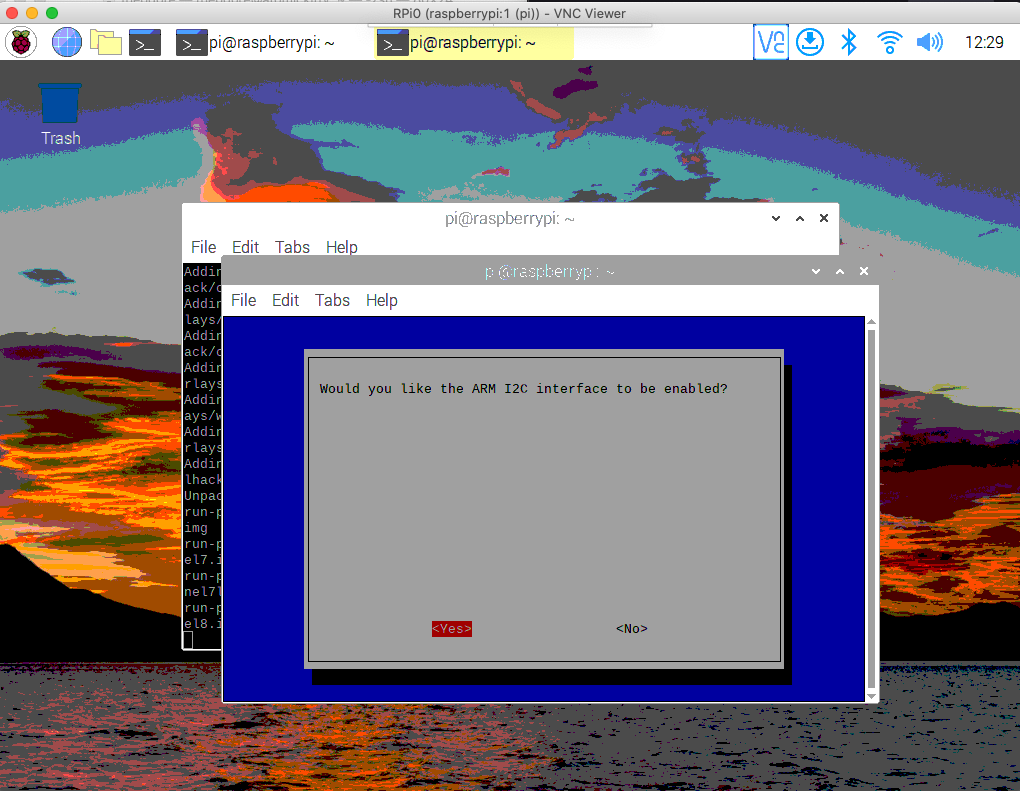 RPi0 (raspberrypi:1 (pi)) - VNC Viewer
>_ >_ pi@raspberrypi: ~ >_ pi@raspberrypi: ~ 12:29
Trash
pi@raspberrypi: ~
File Edit Tabs Help
Addin
ack/o
Addin
lays/
Addin
ack/o
Addin
rlays
Addin
ays/w
Addin
rlays
Addin
lhack
Unpac
run-p
img
run-p
el7.i
run-p
nel7l
run-p
el8.i
pi@raspberrypi: ~
File Edit Tabs Help
Would you like the ARM I2C interface to be enabled?
<Yes> <No>